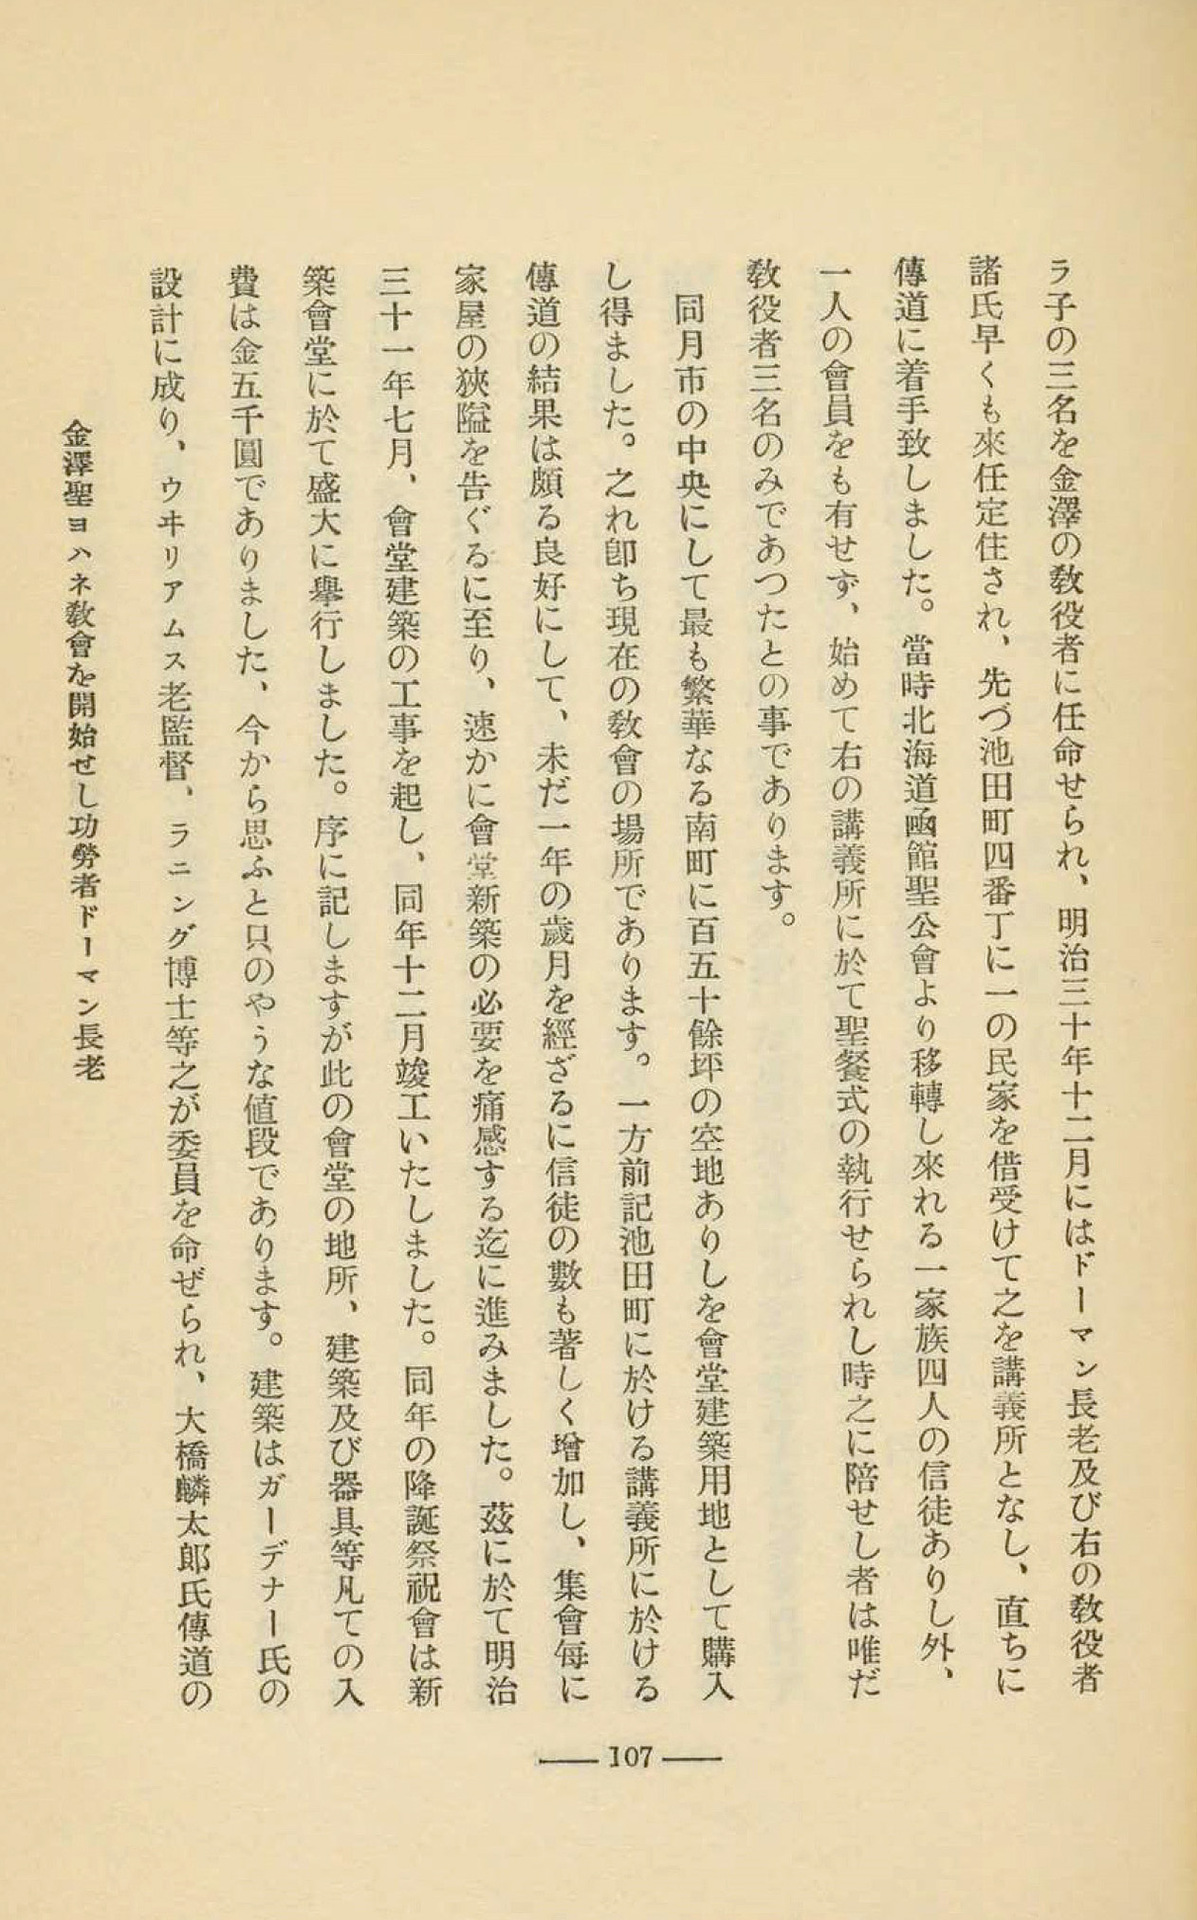 ラ子の三名を金澤の敎役者に任命せられ、明治三十年十二月にはドーマン長老及び右の敎役者
諸氏早くも來任定住され、先づ池田町四番丁に一の民家を借受けて之を講義所となし、直ちに
傳道に着手致しました。當時北海道凾館聖公會より移轉し來れる一家族四人の信徒ありし外、
一人の會員をも有せず、始めて右の講義所に於て聖餐式の執行せられし時之に陪せし者は唯だ
敎役者三名のみであつたとの事であります。
同月市の中央にして最も繁華なる南町に百五十餘坪の空地ありしを會堂建築用地として購入
し得ました。之れ卽ち現在の敎會の場所であります。一方前記池田町に於ける講義所に於ける
傳道の結果は頗る良好にして、未だ一年の歲月を經ざるに信徒の數も著しく增加し、集會每に
家屋の狹隘を吿ぐるに至り、速かに會堂新築の必要を痛感する迄に進みました。茲に於て明治
三十一年七月、會堂建築の工事を起し、同年十二月竣工いたしました。同年の降誕祭祝會は新
築會堂に於て盛大に擧行しました。序に記しますが此の會堂の地所、建築及び器具等凡ての入
費は金五千圓でありました、今から思ふと只のやうな値段であります。建築はガーデナー氏の
設計に成り、ウヰリアムス老監督、ラニング博士等之が委員を命ぜられ、大橋麟太郎氏傳道の
金澤聖ヨハネ敎會を開始せし功勞者ドーマン長老
107